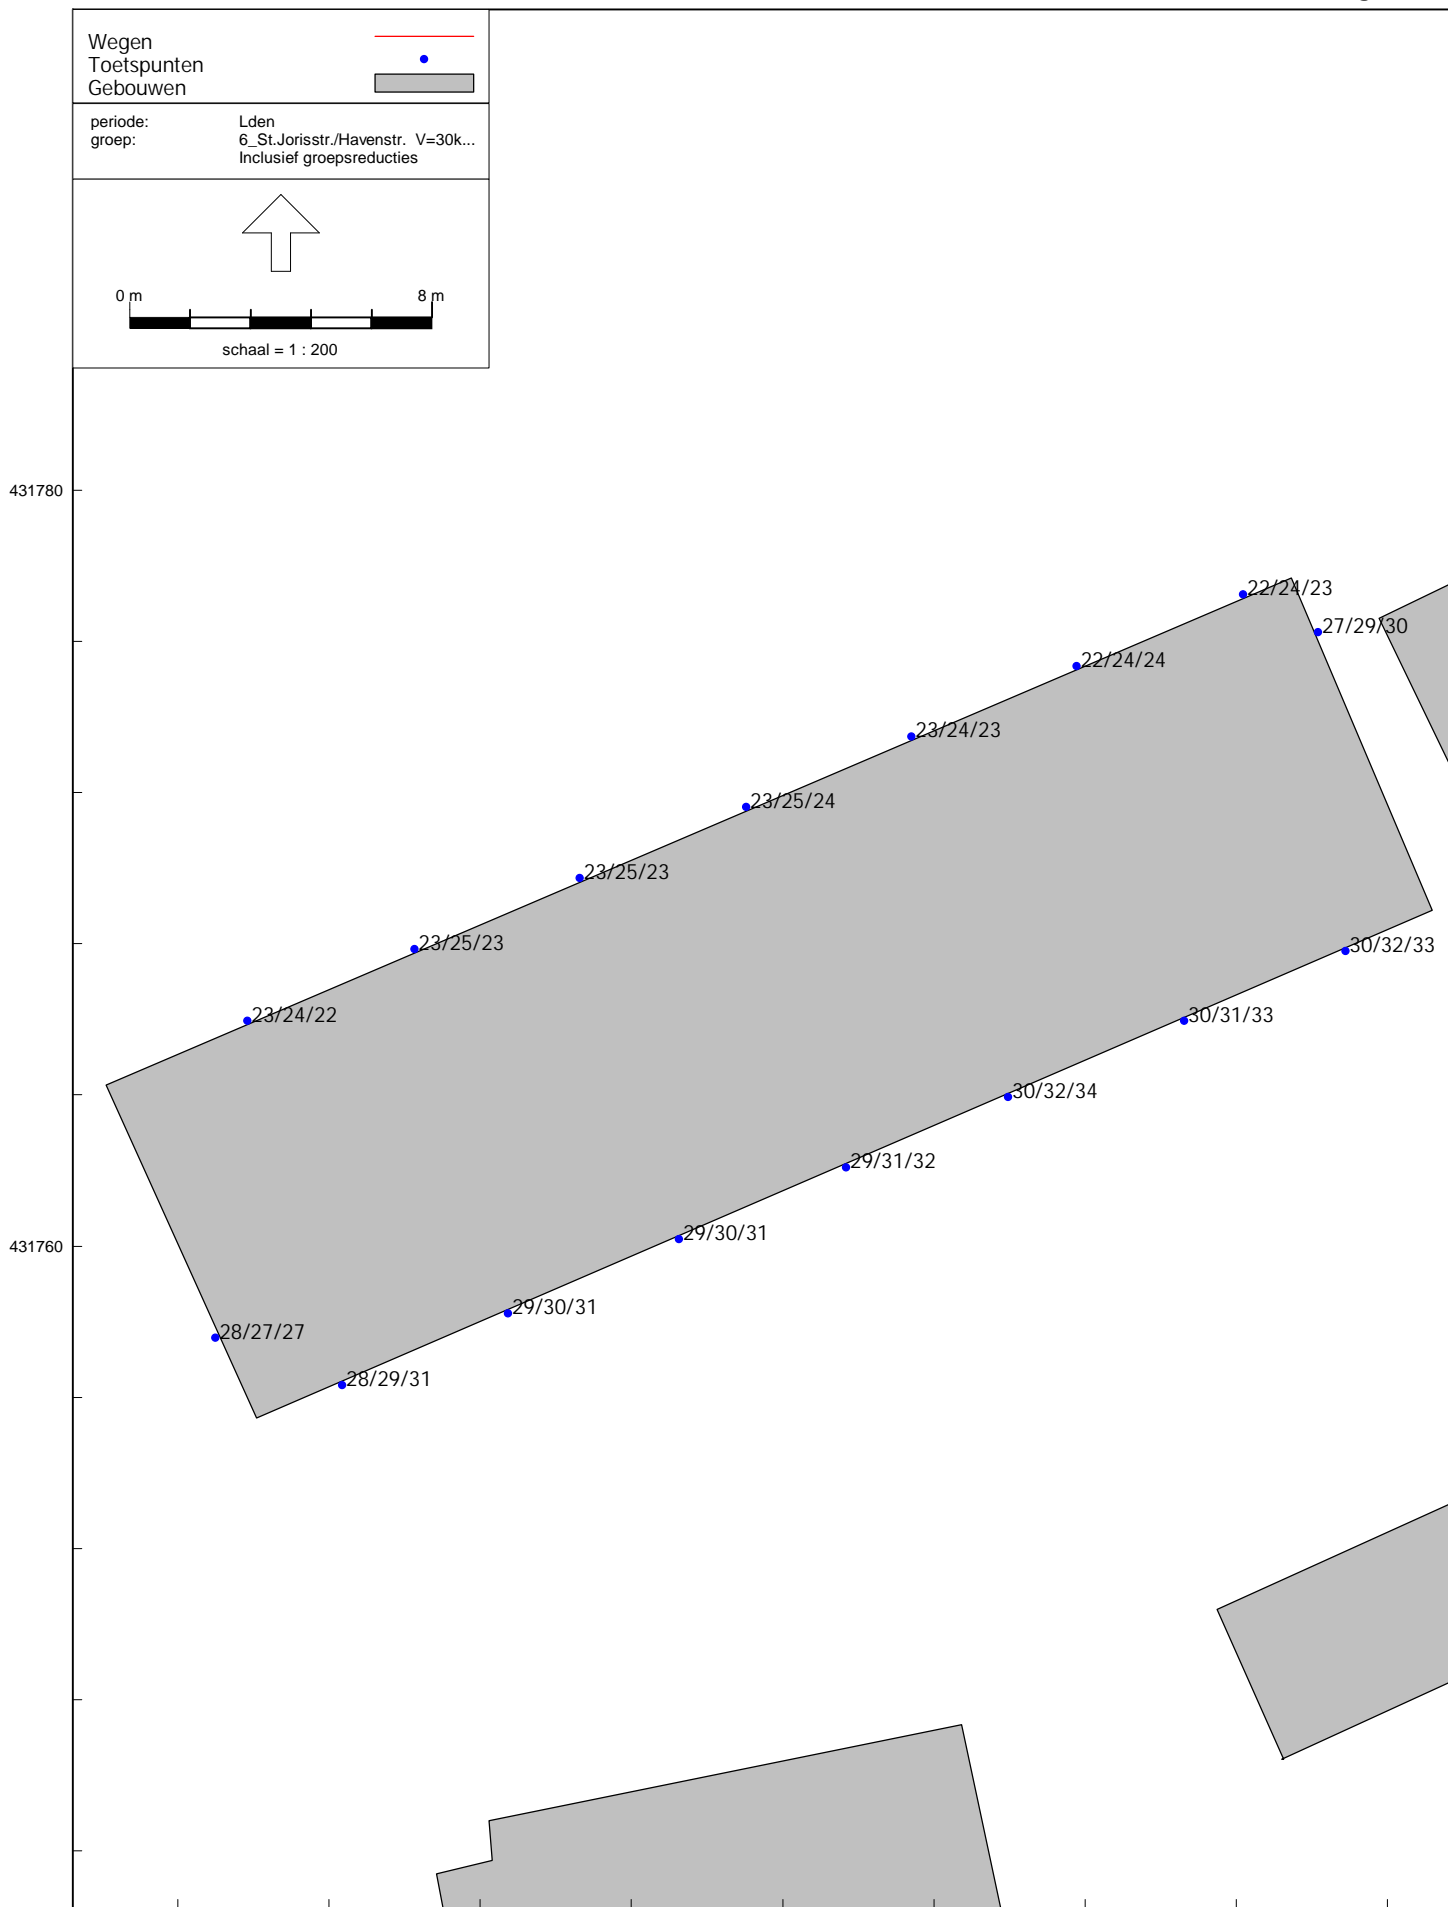 Wegen
Toetspunten
Gebouwen
periode: Lden
groep: 6_St.Jorisstr./Havenstr. V=30k...
Inclusief groepsreducties
0 m 8 m
schaal = 1 : 200
431780
22/24/23
27/29/30
22/24/24
23/24/23
23/25/24
23/25/23
23/25/23
30/32/33
23/24/22
30/31/33
30/32/34
29/31/32
29/30/31
431760
29/30/31
28/27/27
28/29/31